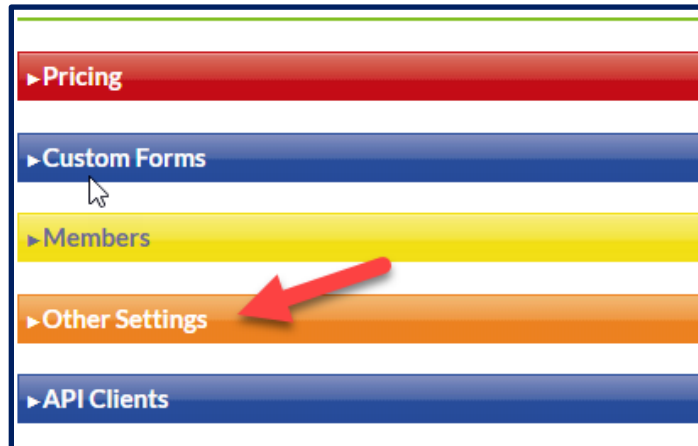 ▸Pricing
▸Custom Forms
▸Members
▸Other Settings
▸API Clients